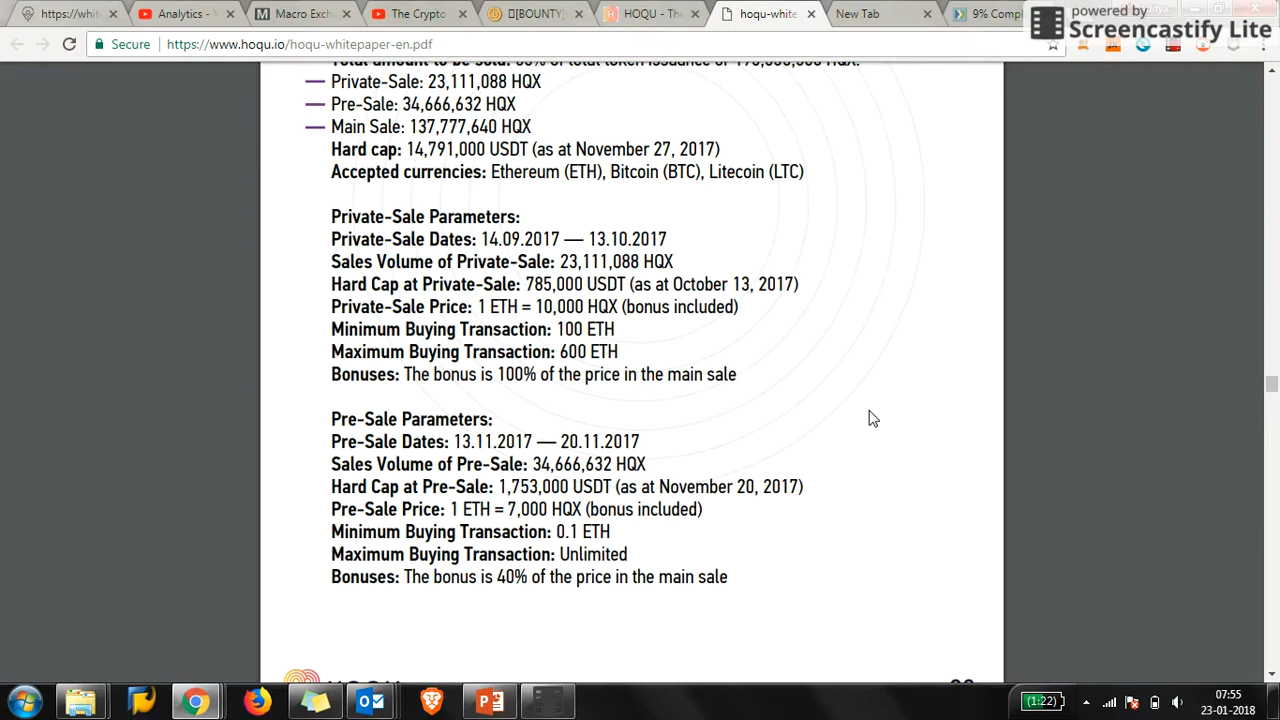 https://whit
Analytics -
Macro Exc
The Crypto
[BOUNTY]
HOQU - The
hoqu-white
New Tab
9% Compl
powered by
Screencastify Lite
Secure
https://www.hoqu.io/hoqu-whitepaper-en.pdf
— Private-Sale: 23,111,088 HQX
— Pre-Sale: 34,666,632 HQX
— Main Sale: 137,777,640 HQX
Hard cap: 14,791,000 USDT (as at November 27, 2017)
Accepted currencies: Ethereum (ETH), Bitcoin (BTC), Litecoin (LTC)
Private-Sale Parameters:
Private-Sale Dates: 14.09.2017 — 13.10.2017
Sales Volume of Private-Sale: 23,111,088 HQX
Hard Cap at Private-Sale: 785,000 USDT (as at October 13, 2017)
Private-Sale Price: 1 ETH = 10,000 HQX (bonus included)
Minimum Buying Transaction: 100 ETH
Maximum Buying Transaction: 600 ETH
Bonuses: The bonus is 100% of the price in the main sale
Pre-Sale Parameters:
Pre-Sale Dates: 13.11.2017 — 20.11.2017
Sales Volume of Pre-Sale: 34,666,632 HQX
Hard Cap at Pre-Sale: 1,753,000 USDT (as at November 20, 2017)
Pre-Sale Price: 1 ETH = 7,000 HQX (bonus included)
Minimum Buying Transaction: 0.1 ETH
Maximum Buying Transaction: Unlimited
Bonuses: The bonus is 40% of the price in the main sale
(1:22)
07:55
23-01-2018